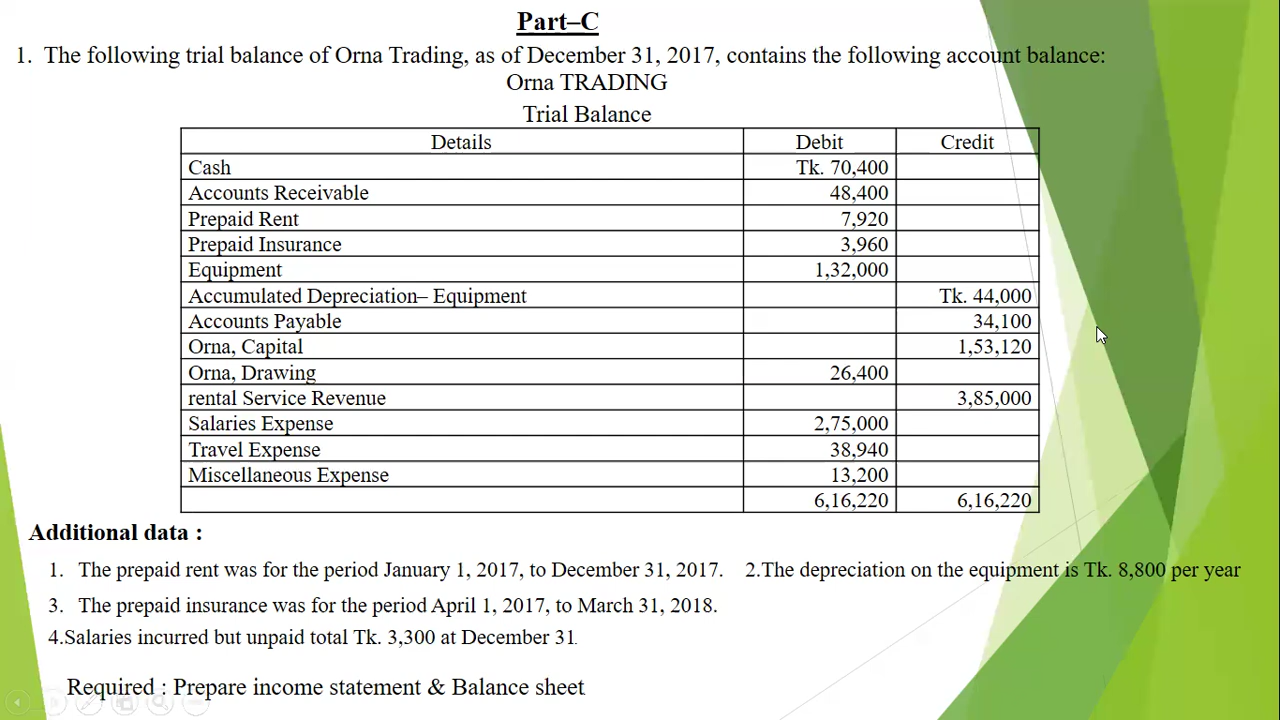 Part–C
1. The following trial balance of Orna Trading, as of December 31, 2017, contains the following account balance:
Orna TRADING
Trial Balance
Details Debit Credit
Cash Tk. 70,400
Accounts Receivable 48,400
Prepaid Rent 7,920
Prepaid Insurance 3,960
Equipment 1,32,000
Accumulated Depreciation– Equipment Tk. 44,000
Accounts Payable 34,100
Orna, Capital 1,53,120
Orna, Drawing 26,400
rental Service Revenue 3,85,000
Salaries Expense 2,75,000
Travel Expense 38,940
Miscellaneous Expense 13,200
6,16,220 6,16,220
Additional data :
1. The prepaid rent was for the period January 1, 2017, to December 31, 2017. 2.The depreciation on the equipment is Tk. 8,800 per year
3. The prepaid insurance was for the period April 1, 2017, to March 31, 2018.
4.Salaries incurred but unpaid total Tk. 3,300 at December 31.
Required : Prepare income statement & Balance sheet